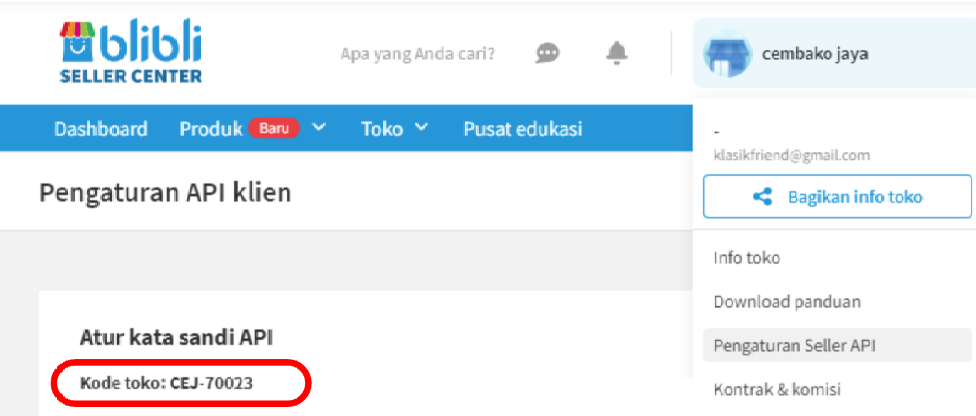 blibli
SELLER CENTER
Apa yang Anda cari?
cembako jaya
Dashboard Produk Baru Toko Pusat edukasi
-
klasikfriend@gmail.com
Bagikan info toko
Pengaturan API klien
Info toko
Download panduan
Pengaturan Seller API
Kontrak & komisi
Atur kata sandi API
Kode toko: CEJ-70023